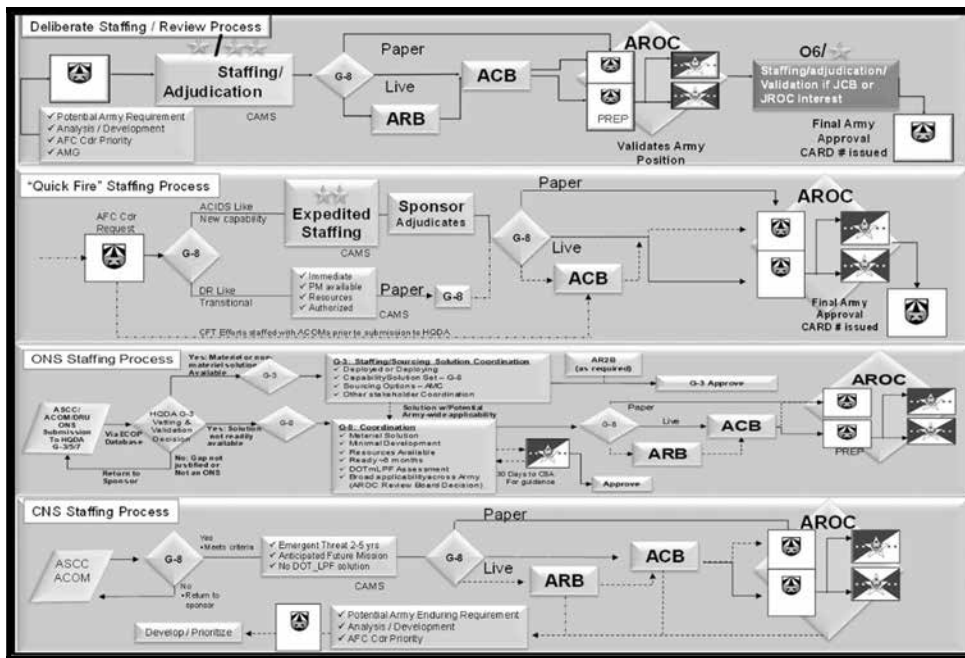 Deliberate Staffing / Review Process
Staffing/
Adjudication
CAMS
✓ Potential Army Requirement
✓ Analysis / Development
✓ AFC Cdr Priority
✓ AMG
G-8
Paper
Live
ARB
ACB
AROC
PREP
Validates Army
Position
O6/
Staffing/adjudication/
Validation if JCB or
JROC Interest
Final Army
Approval
CARD # issued
"Quick Fire" Staffing Process
AFC Cdr
Request
G-8
ACIDS Like
New capability
Expedited
Staffing
CAMS
Sponsor
Adjudicates
DR Like
Transitional
✓ Immediate
✓ PM available
✓ Resources
✓ Authorized
Paper
G-8
CAMS
CFT Efforts staffed with ACOMs prior to submission to HQDA
G-8
Paper
Live
ACB
AROC
Final Army
Approval
CARD # issued
ONS Staffing Process
ASCC/
ACOM/DRU
ONS
Submission
To HQDA
G-3/5/7
Via ECOP
Database
Return to
Sponsor
HQDA G-3
Vetting &
Validation
Decision
Yes: Materiel or non-
materiel solution
Available
G-3
Yes: Solution
not readily
available
G-8
No: Gap not
justified or
Not an ONS
G-3: Staffing/Sourcing Solution Coordination
✓ Deployed or Deploying
✓ Capability Solution Set – G-8
✓ Sourcing Options – AMC
✓ Other stakeholder Coordination
AR2B
(as required)
G-3 Approve
Solution w/Potential
Army-wide applicability
G-8: Coordination
✓ Materiel Solution
✓ Minimal Development
✓ Resources Available
✓ Ready ~6 months
✓ DOTmLPF Assessment
✓ Broad applicability across Army
(AROC Review Board Decision)
30 Days to CSA
For guidance
Approve
G-8
Paper
Live
ARB
ACB
AROC
PREP
CNS Staffing Process
ASCC
ACOM
G-8
Yes
•Meets criteria
No
•Return to
sponsor
✓ Emergent Threat 2-5 yrs
✓ Anticipated Future Mission
✓ No DOT_LPF solution
CAMS
G-8
Paper
Live
ARB
ACB
AROC
✓ Potential Army Enduring Requirement
✓ Analysis / Development
✓ AFC Cdr Priority
Develop / Prioritize